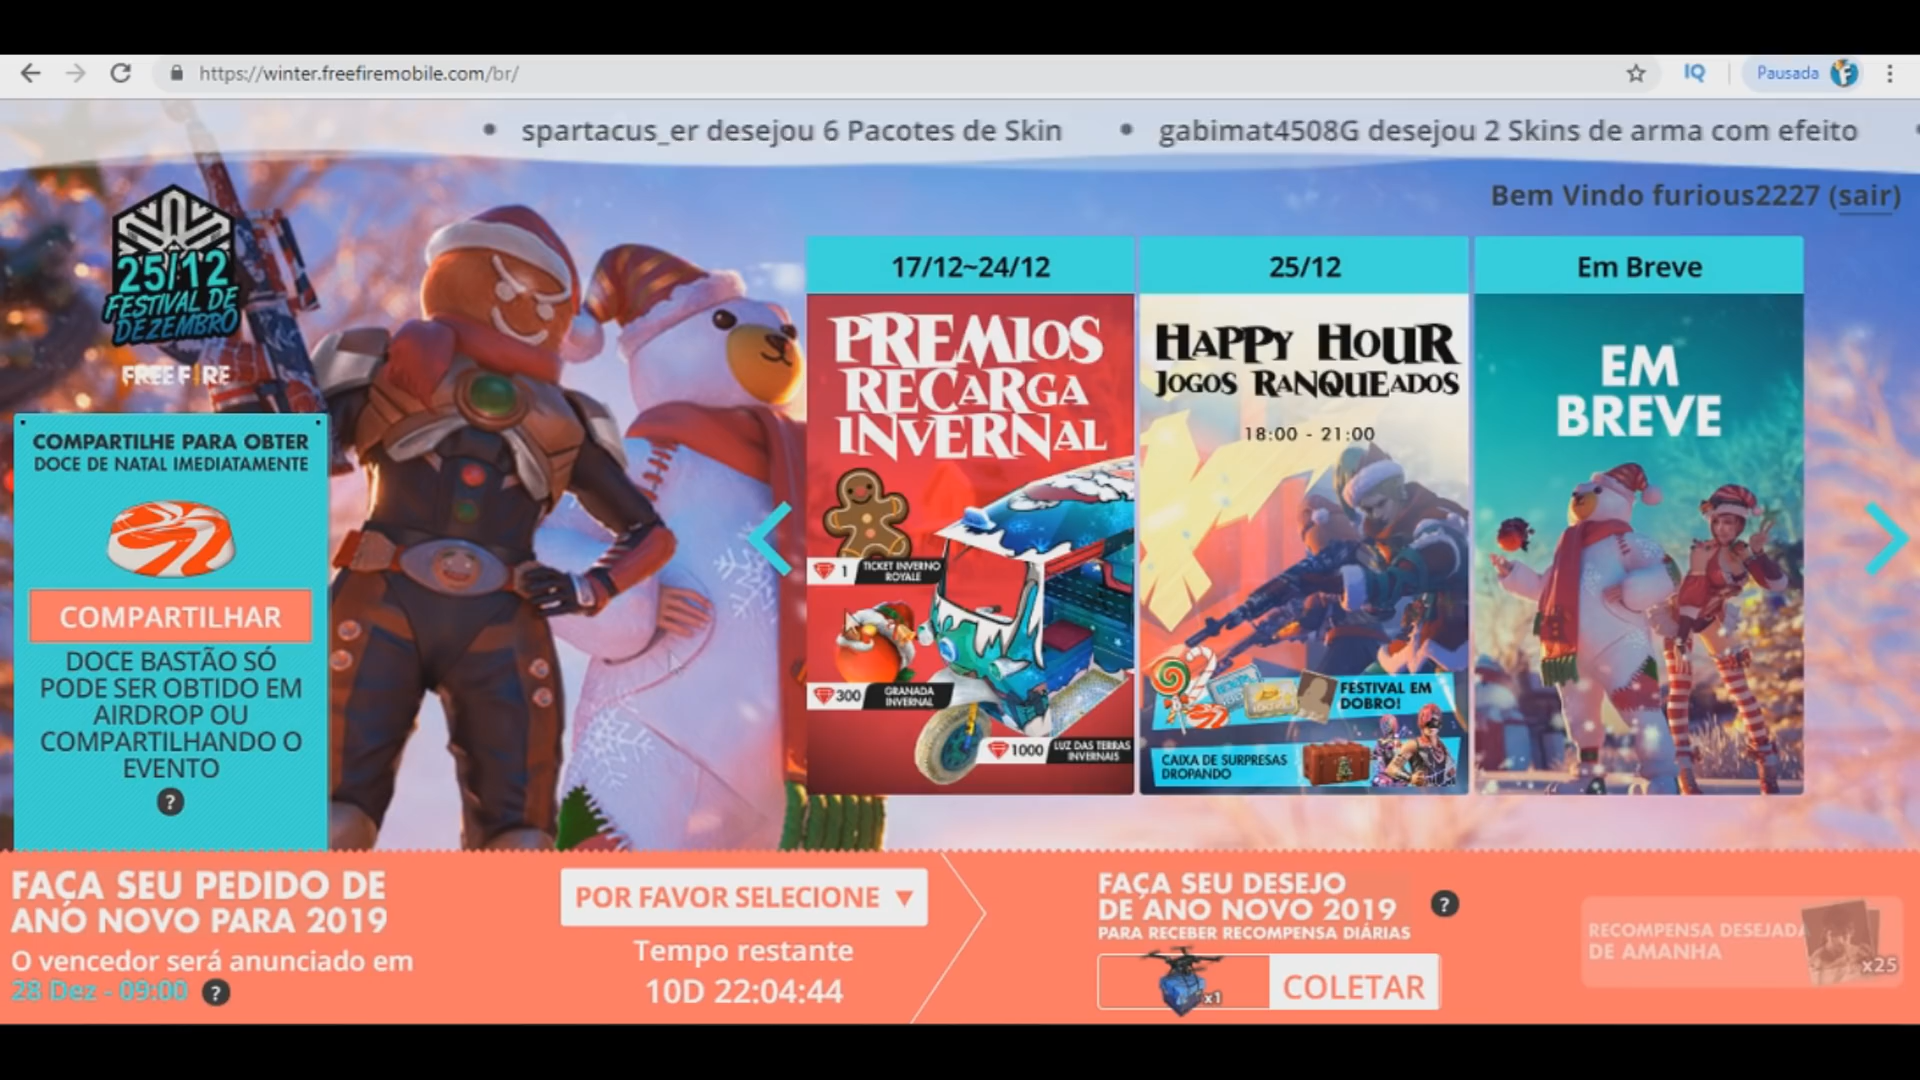 https://winter.freefiremobile.com/br/
IQ
Pausada
• spartacus_er desejou 6 Pacotes de Skin • gabimat4508G desejou 2 Skins de arma com efeito
Bem Vindo furious2227 (sair)
25/12
FESTIVAL DE
DEZEMBRO
FREE FIRE
COMPARTILHE PARA OBTER
DOCE DE NATAL IMEDIATAMENTE
COMPARTILHAR
DOCE BASTÃO SÓ
PODE SER OBTIDO EM
AIRDROP OU
COMPARTILHANDO O
EVENTO
?
17/12~24/12
PREMIOS
RECARGA
INVERNAL
1 TICKET INVERNO
ROYALE
300 GRANADA
INVERNAL
1000 LUZ DAS TERRAS
INVERNAIS
25/12
HAPPY HOUR
JOGOS RANQUEADOS
18:00 - 21:00
FESTIVAL EM
DOBRO!
CAIXA DE SURPRESAS
DROPANDO
Em Breve
EM
BREVE
FAÇA SEU PEDIDO DE
ANO NOVO PARA 2019
O vencedor será anunciado em
28 Dez - 09:00 ?
POR FAVOR SELECIONE ▼
Tempo restante
10D 22:04:44
FAÇA SEU DESEJO
DE ANO NOVO 2019 ?
PARA RECEBER RECOMPENSA DIÁRIAS
x1 COLETAR
RECOMPENSA DESEJADA
DE AMANHA
x25